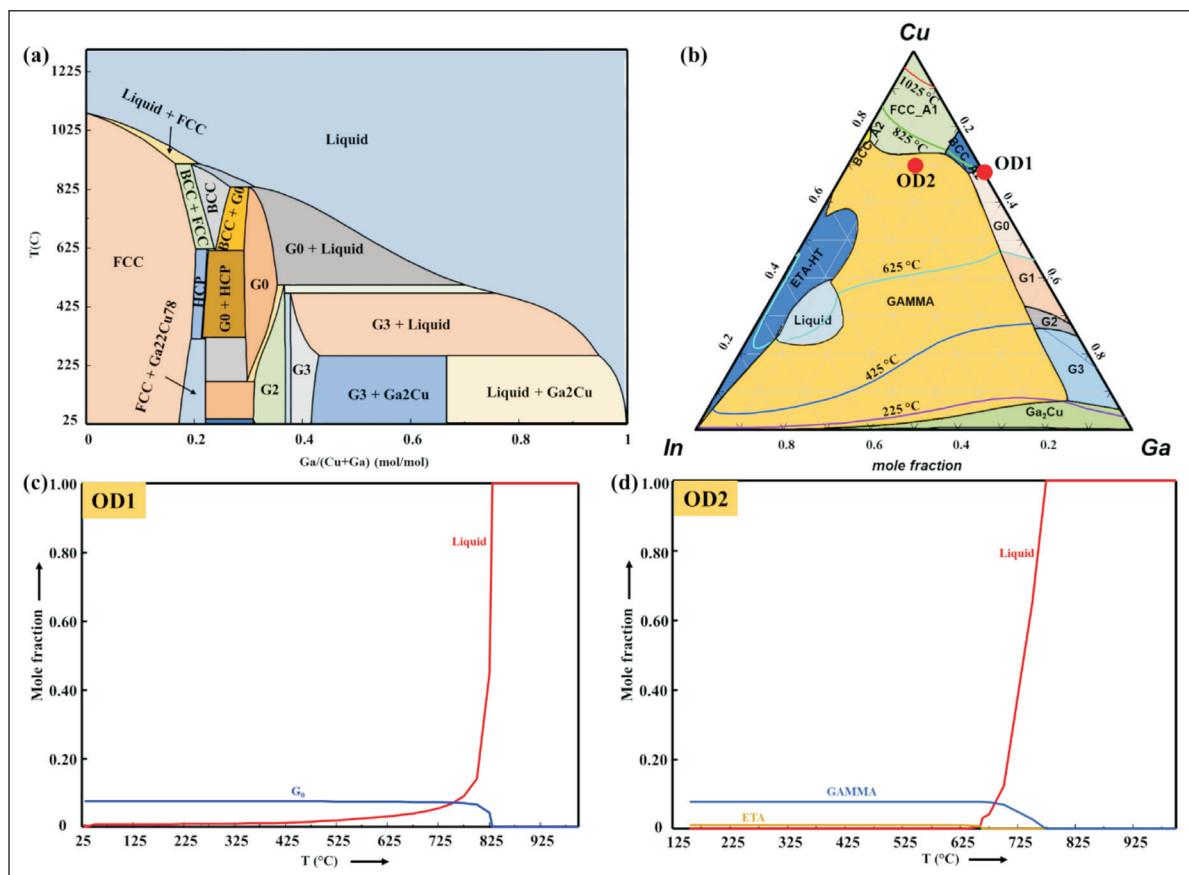 (a)
T(C)
1225
1025
825
625
425
225
25
Liquid + FCC
Liquid
BCC + FCC
BCC
BCC + G0
G0 + Liquid
FCC
HCP
G0 + HCP
G0
FCC + Ga22Cu78
G2
G3
G3 + Liquid
G3 + Ga2Cu
Liquid + Ga2Cu
0
0.2
0.4
0.6
0.8
1
Ga/(Cu+Ga) (mol/mol)
(b)
Cu
1025 °C
FCC_A1
825 °C
BCC_A2
BCC_A2
OD1
OD2
0.8
0.6
0.4
0.2
0.2
0.4
0.6
0.8
G0
G1
G2
G3
ETA-HT
Liquid
625 °C
GAMMA
425 °C
225 °C
Ga₂Cu
In
0.8
0.6
0.4
0.2
Ga
mole fraction
(c)
OD1
Mole fraction
1.00
0.80
0.60
0.40
0.20
0
Liquid
G₀
25
125
225
325
425
525
625
725
825
925
T (°C)
(d)
OD2
Mole fraction
1.00
0.80
0.60
0.40
0.20
0
Liquid
GAMMA
ETA
125
225
325
425
525
625
725
825
925
T (°C)